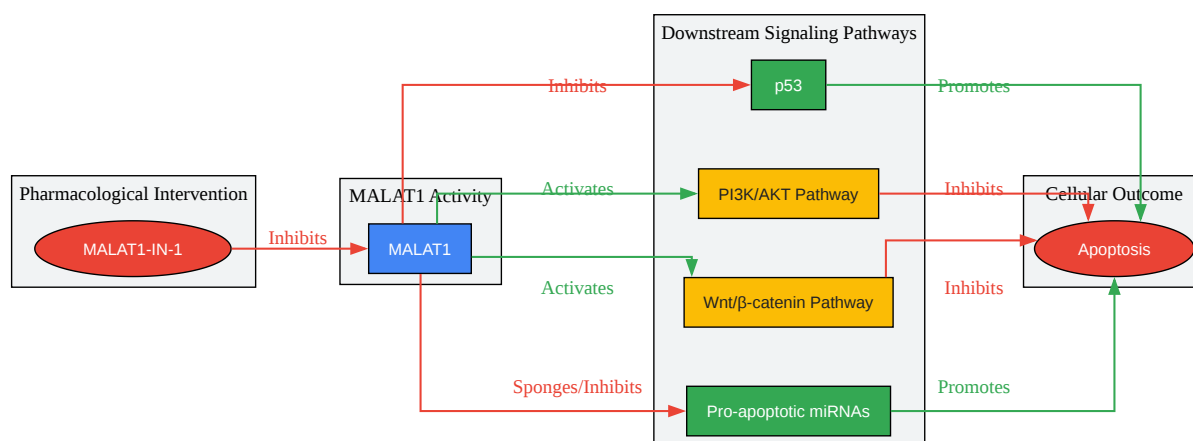 Downstream Signaling Pathways
Inhibits
p53
Promotes
Pharmacological Intervention
MALAT1 Activity
Activates
PI3K/AKT Pathway
Inhibits
Cellular Outcome
MALAT1-IN-1
Inhibits
MALAT1
Apoptosis
Activates
Wnt/β-catenin Pathway
Inhibits
Sponges/Inhibits
Pro-apoptotic miRNAs
Promotes